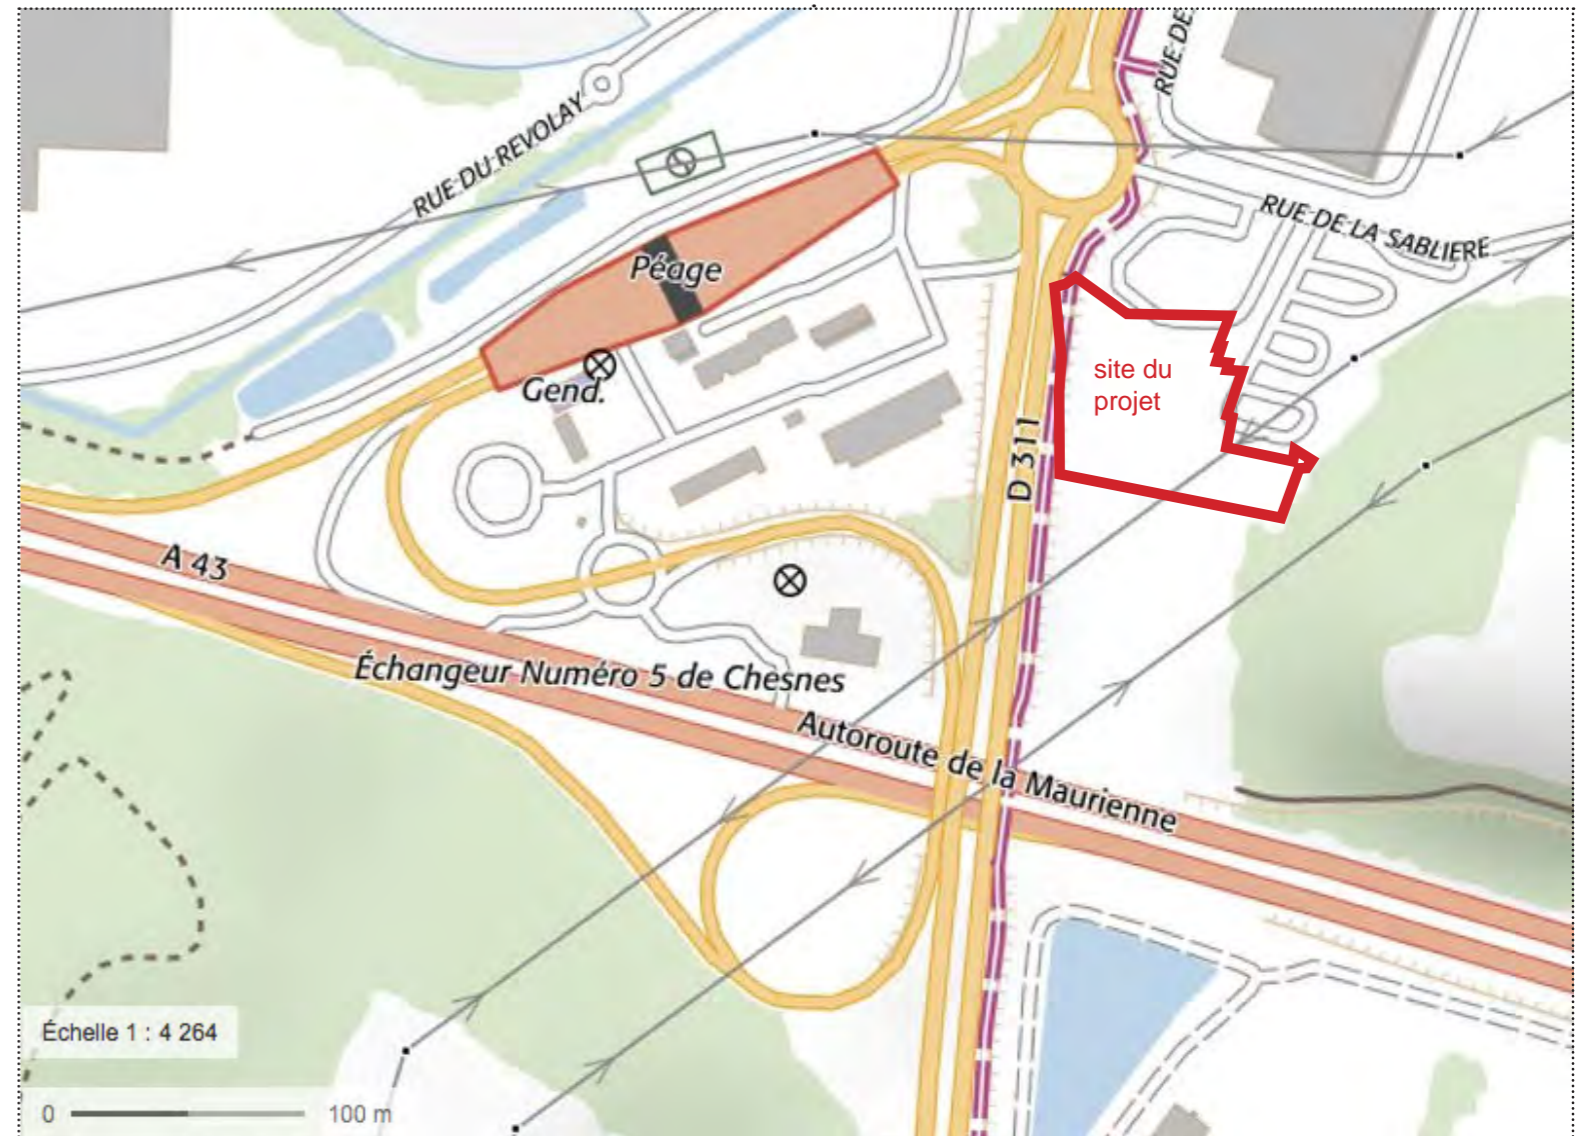 RUE DE
RUE DU REVOLAY
RUE DE LA SABLIERE
Péage
Gend.
site du
projet
D 311
A 43
Échangeur Numéro 5 de Chesnes
Autoroute de la Maurienne
Échelle 1 : 4 264
0 100 m